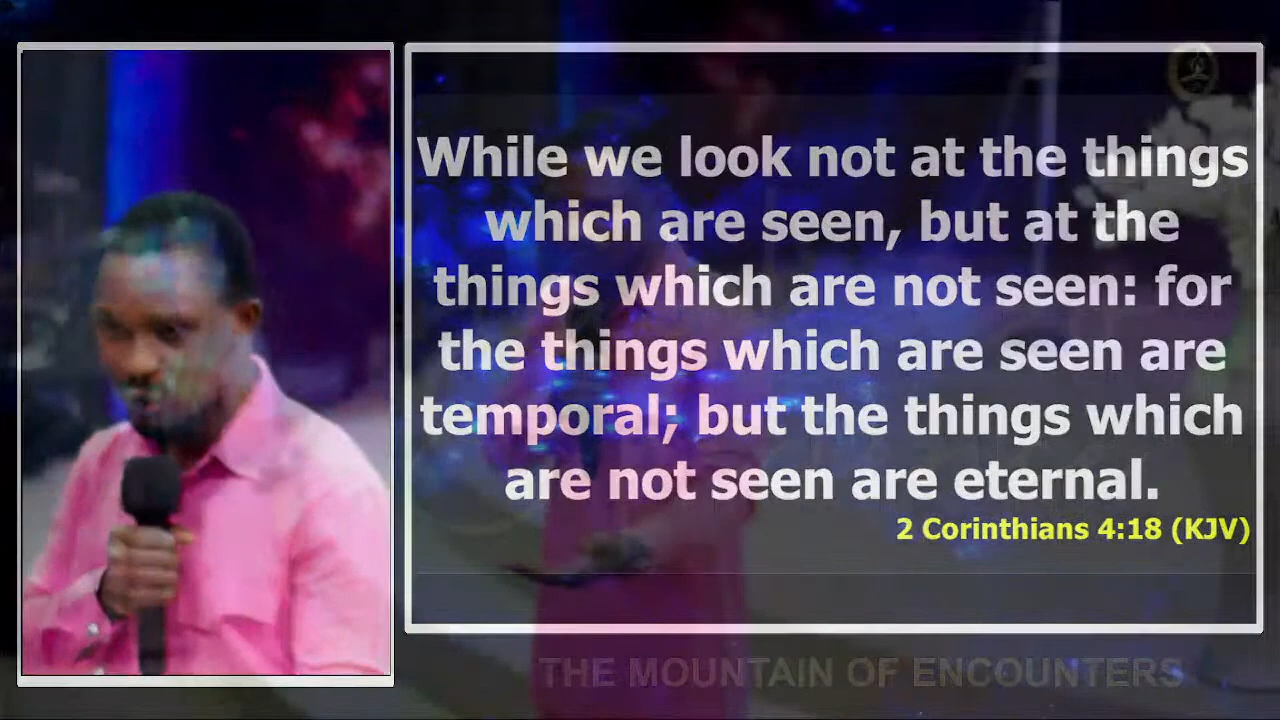 While we look not at the things
which are seen, but at the
things which are not seen: for
the things which are seen are
temporal; but the things which
are not seen are eternal.
2 Corinthians 4:18 (KJV)
THE MOUNTAIN OF ENCOUNTERS